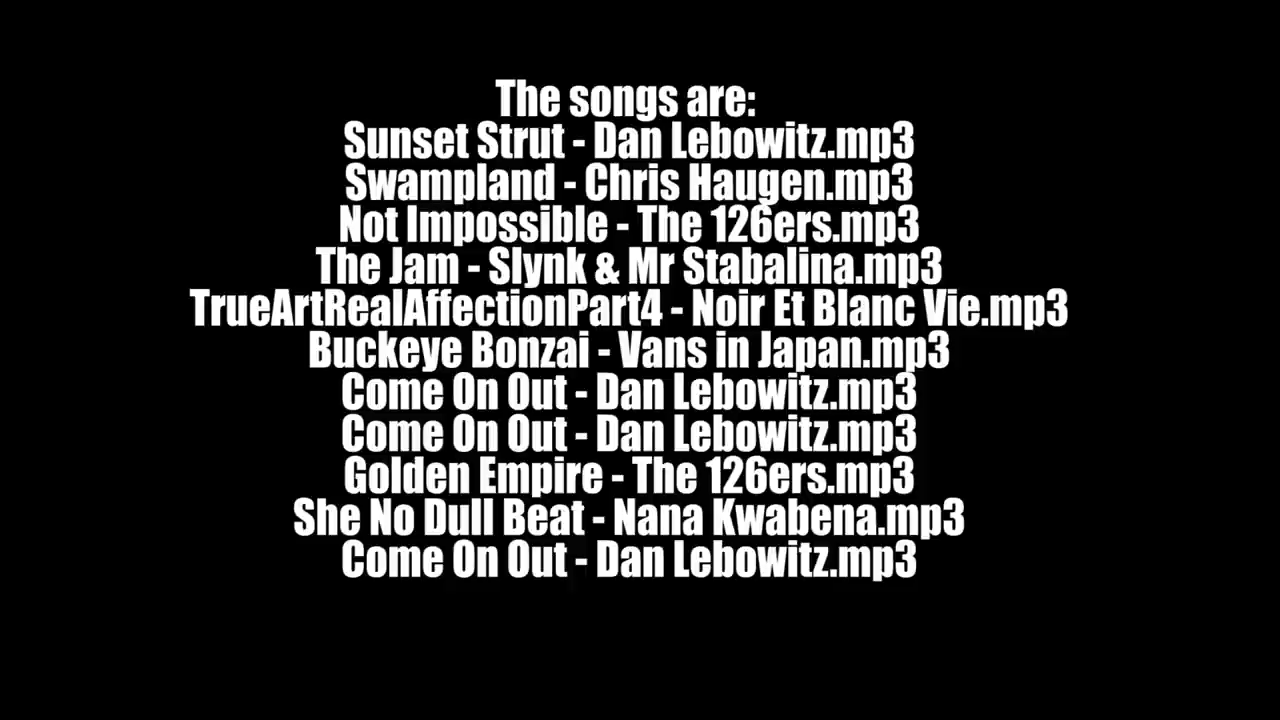 The songs are:
Sunset Strut - Dan Lebowitz.mp3
Swampland - Chris Haugen.mp3
Not Impossible - The 126ers.mp3
The Jam - Slynk & Mr Stabalina.mp3
TrueArtRealAffectionPart4 - Noir Et Blanc Vie.mp3
Buckeye Bonzai - Vans in Japan.mp3
Come On Out - Dan Lebowitz.mp3
Come On Out - Dan Lebowitz.mp3
Golden Empire - The 126ers.mp3
She No Dull Beat - Nana Kwabena.mp3
Come On Out - Dan Lebowitz.mp3